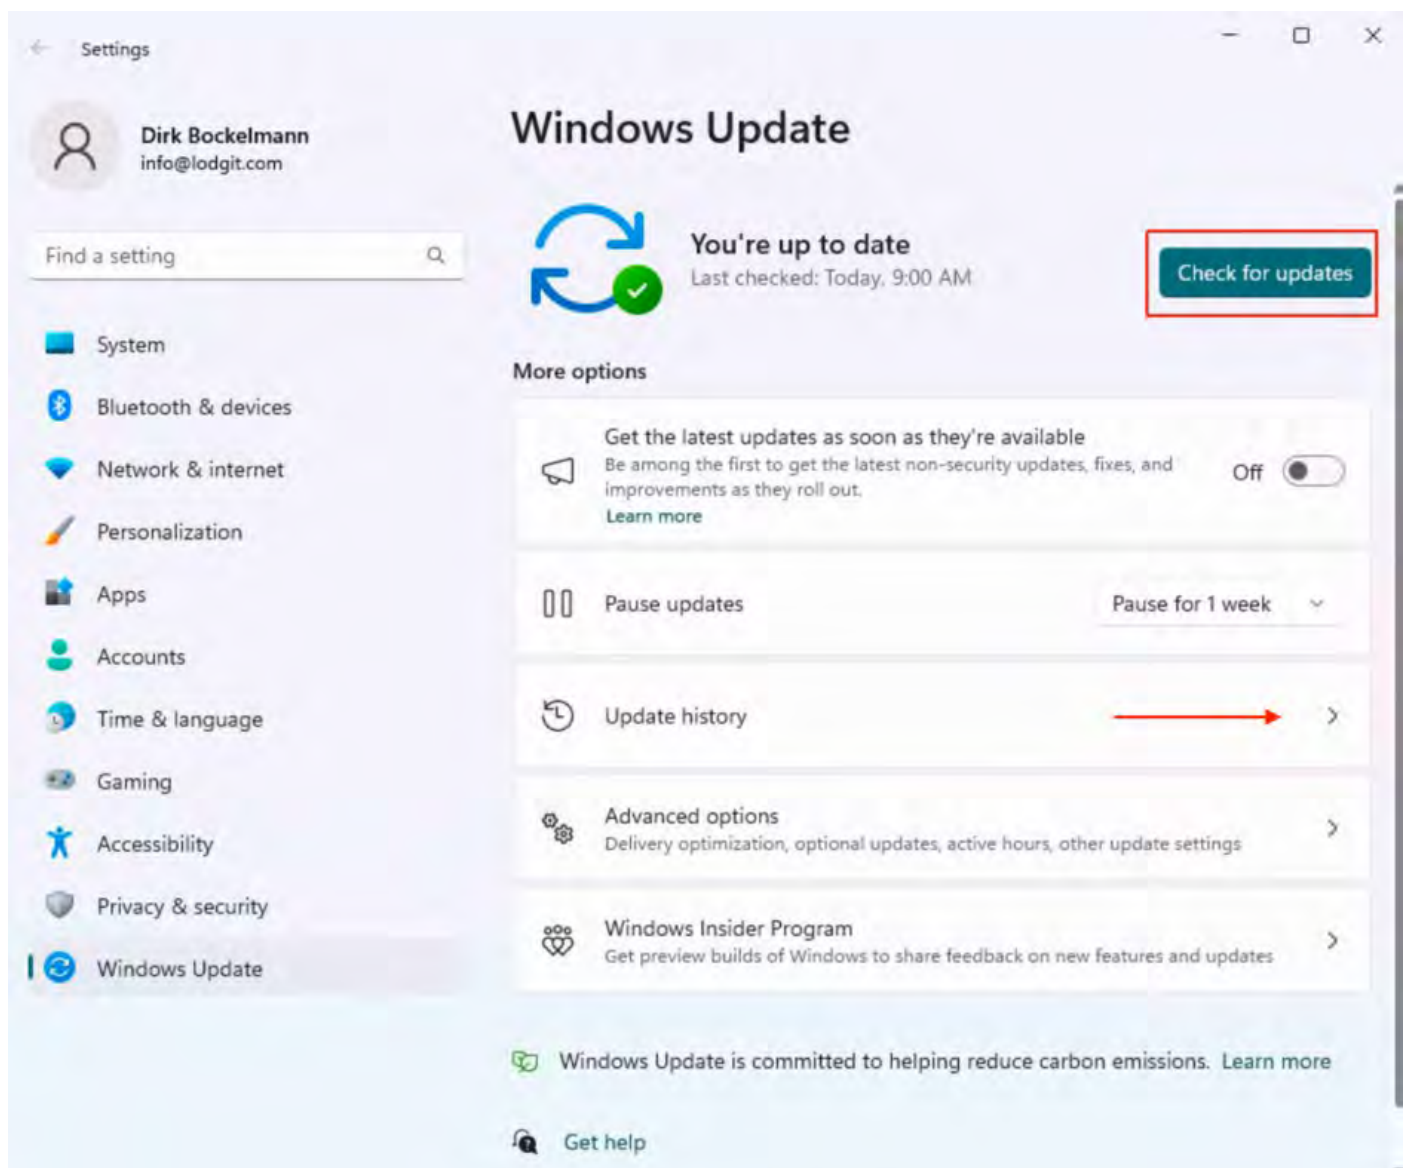 Settings
Dirk Bockelmann
info@lodgit.com
Find a setting
System
Bluetooth & devices
Network & internet
Personalization
Apps
Accounts
Time & language
Gaming
Accessibility
Privacy & security
Windows Update
Windows Update
You're up to date
Last checked: Today, 9:00 AM
Check for updates
More options
Get the latest updates as soon as they're available
Be among the first to get the latest non-security updates, fixes, and
improvements as they roll out.
Learn more
Off
Pause updates
Pause for 1 week
Update history
Advanced options
Delivery optimization, optional updates, active hours, other update settings
Windows Insider Program
Get preview builds of Windows to share feedback on new features and updates
Windows Update is committed to helping reduce carbon emissions. Learn more
Get help